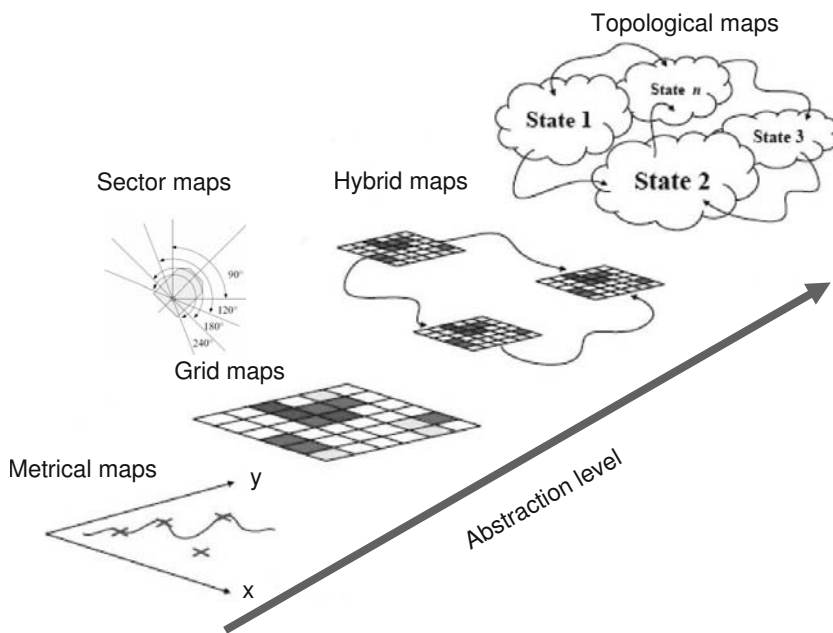 Topological maps
State n
State 1
State 3
State 2
Sector maps
Hybrid maps
90°
120°
180°
240°
Grid maps
Metrical maps
y
x
Abstraction level